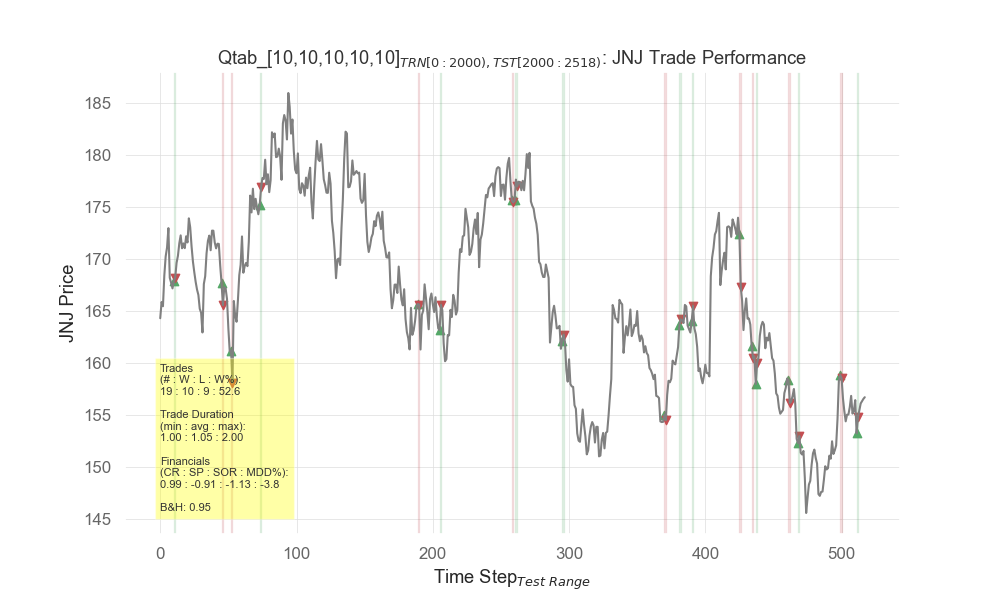 Qtab_[10,10,10,10,10]TRN[0 : 2000), TST[2000 : 2518): JNJ Trade Performance
JNJ Price
185
180
175
170
165
160
155
150
145
Trades
(# : W : L : W%):
19 : 10 : 9 : 52.6
Trade Duration
(min : avg : max):
1.00 : 1.05 : 2.00
Financials
(CR : SP : SOR : MDD%):
0.99 : -0.91 : -1.13 : -3.8
B&H: 0.95
0 100 200 300 400 500
Time StepTest Range